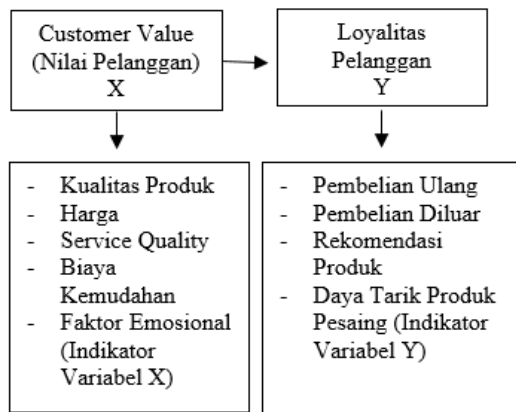 Customer Value
(Nilai Pelanggan)
X
Loyalitas
Pelanggan
Y
- Kualitas Produk
- Harga
- Service Quality
- Biaya
Kemudahan
- Faktor Emosional
(Indikator
Variabel X)
- Pembelian Ulang
- Pembelian Diluar
- Rekomendasi
Produk
- Daya Tarik Produk
Pesaing (Indikator
Variabel Y)